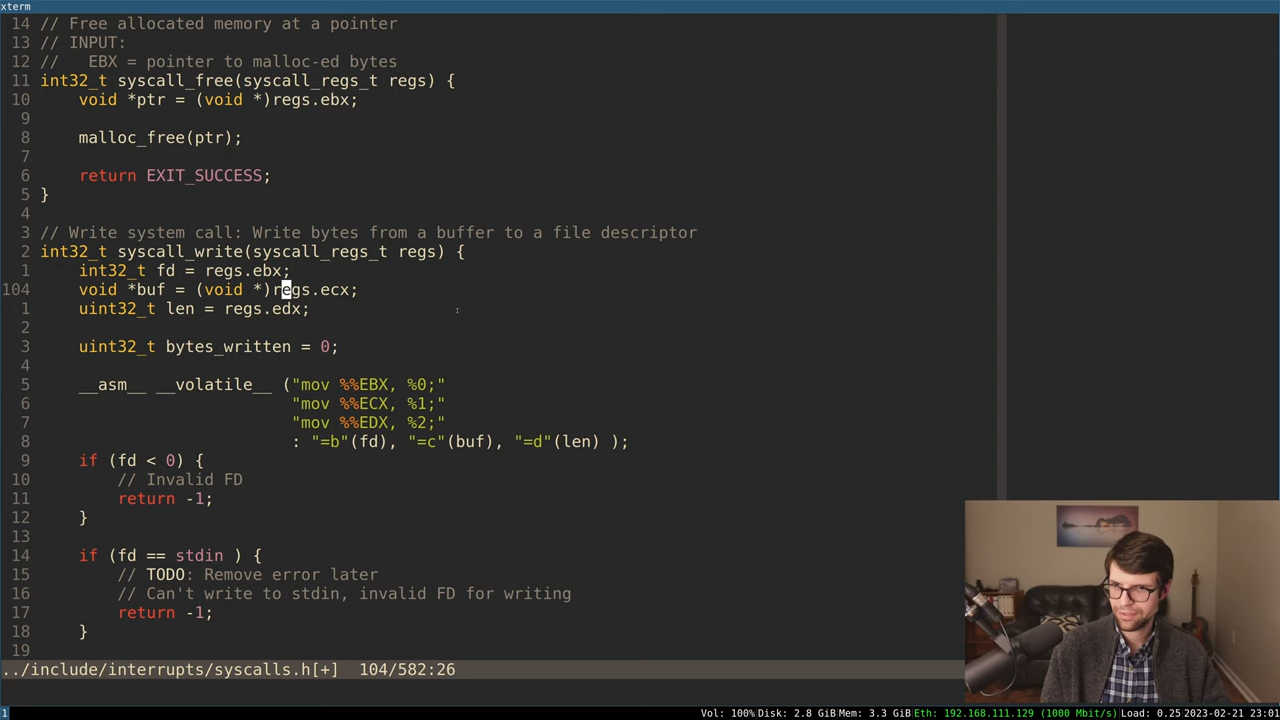 xterm
14 // Free allocated memory at a pointer
13 // INPUT:
12 //   EBX = pointer to malloc-ed bytes
11 int32_t syscall_free(syscall_regs_t regs) {
10     void *ptr = (void *)regs.ebx;
9
8     malloc_free(ptr);
7
6     return EXIT_SUCCESS;
5 }
4
3 // Write system call: Write bytes from a buffer to a file descriptor
2 int32_t syscall_write(syscall_regs_t regs) {
1     int32_t fd = regs.ebx;
104     void *buf = (void *)regs.ecx;
1     uint32_t len = regs.edx;
2
3     uint32_t bytes_written = 0;
4
5     __asm__ __volatile__ ("mov %%EBX, %0;"
6                           "mov %%ECX, %1;"
7                           "mov %%EDX, %2;"
8                           : "=b"(fd), "=c"(buf), "=d"(len) );
9     if (fd < 0) {
10         // Invalid FD
11         return -1;
12     }
13
14     if (fd == stdin ) {
15         // TODO: Remove error later
16         // Can't write to stdin, invalid FD for writing
17         return -1;
18     }
19
../include/interrupts/syscalls.h[+]  104/582:26
1 Vol: 100% Disk: 2.8 GiB Mem: 3.3 GiB Eth: 192.168.111.129 (1000 Mbit/s) Load: 0.25 2023-02-21 23:01